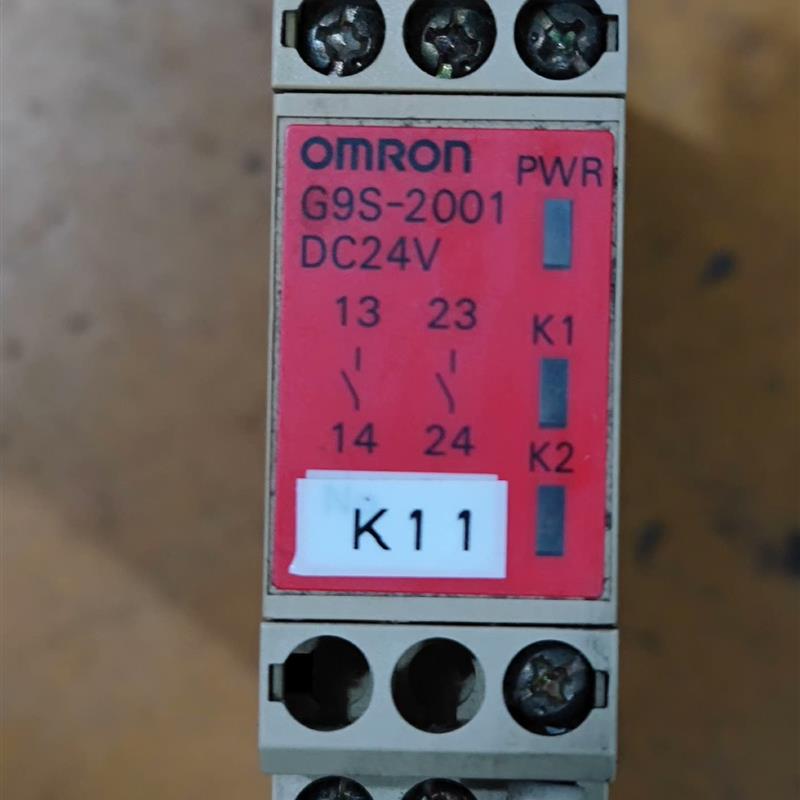 OMRON
PWR
G9S-2001
DC24V
13 23
K1
14 24
K2
K11